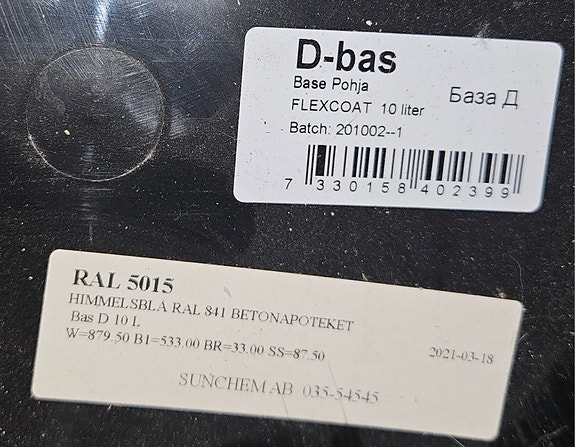 D-bas
Base Pohja
База Д
FLEXCOAT 10 liter
Batch: 201002--1
7 330158 402399
RAL 5015
HIMMELSBLA RAL 841 BETONAPOTEKET
Bas D 10 L
W=879.50 B1=533.00 BR=33.00 SS=87.50
2021-03-18
SUNCHEM AB 035-54545